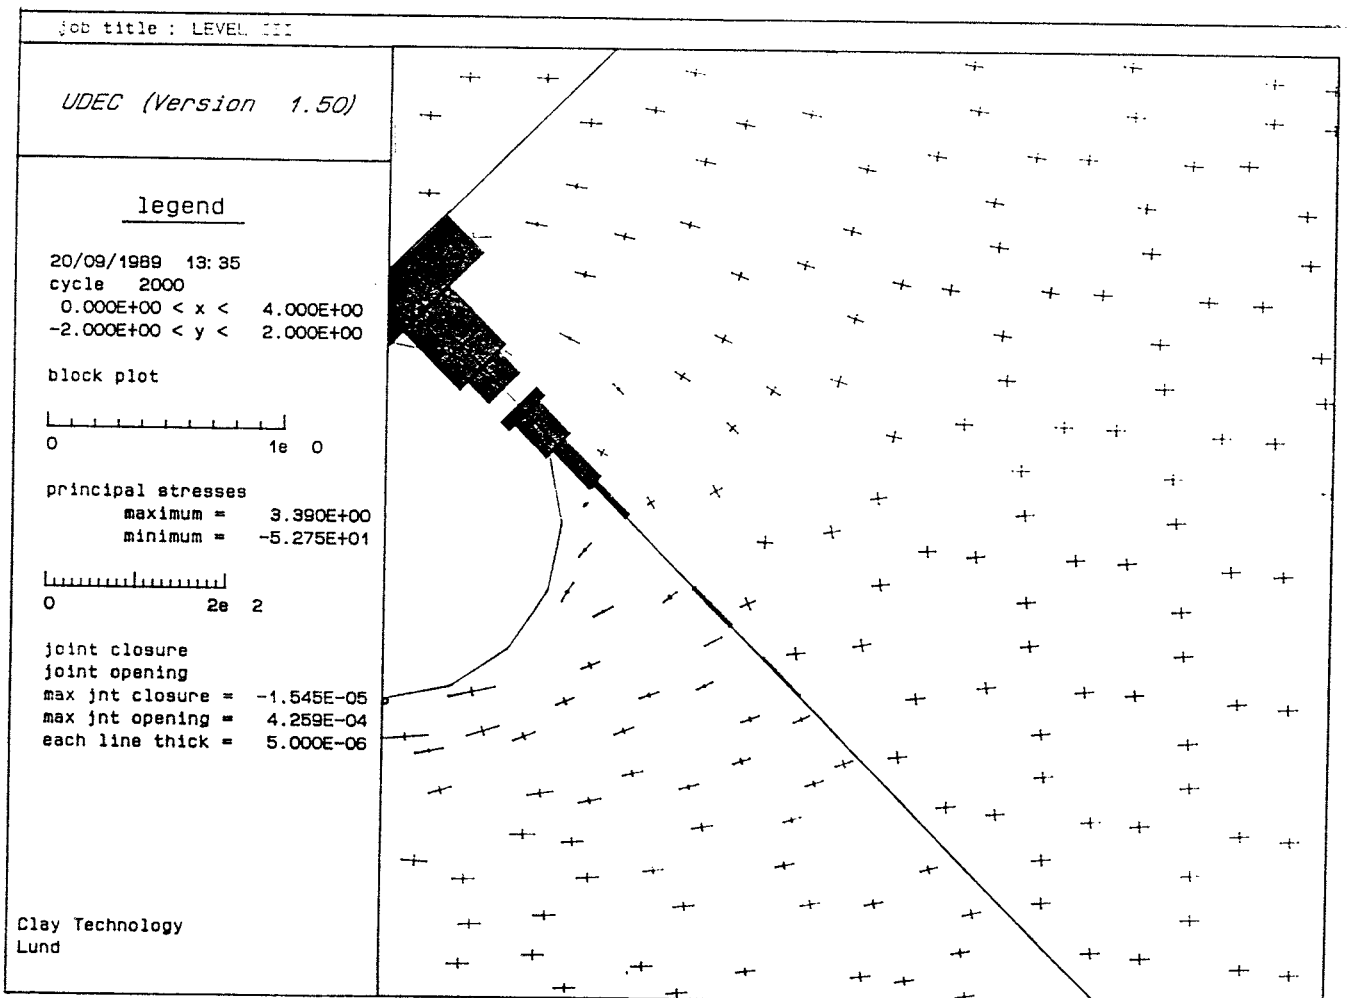 job title : LEVEL III
UDEC (Version 1.50)
legend
20/09/1989 13:35
cycle 2000
0.000E+00 < x < 4.000E+00
-2.000E+00 < y < 2.000E+00
block plot
0 1e 0
principal stresses
maximum = 3.390E+00
minimum = -5.275E+01
0 2e 2
joint closure
joint opening
max jnt closure = -1.545E-05
max jnt opening = 4.259E-04
each line thick = 5.000E-06
Clay Technology
Lund